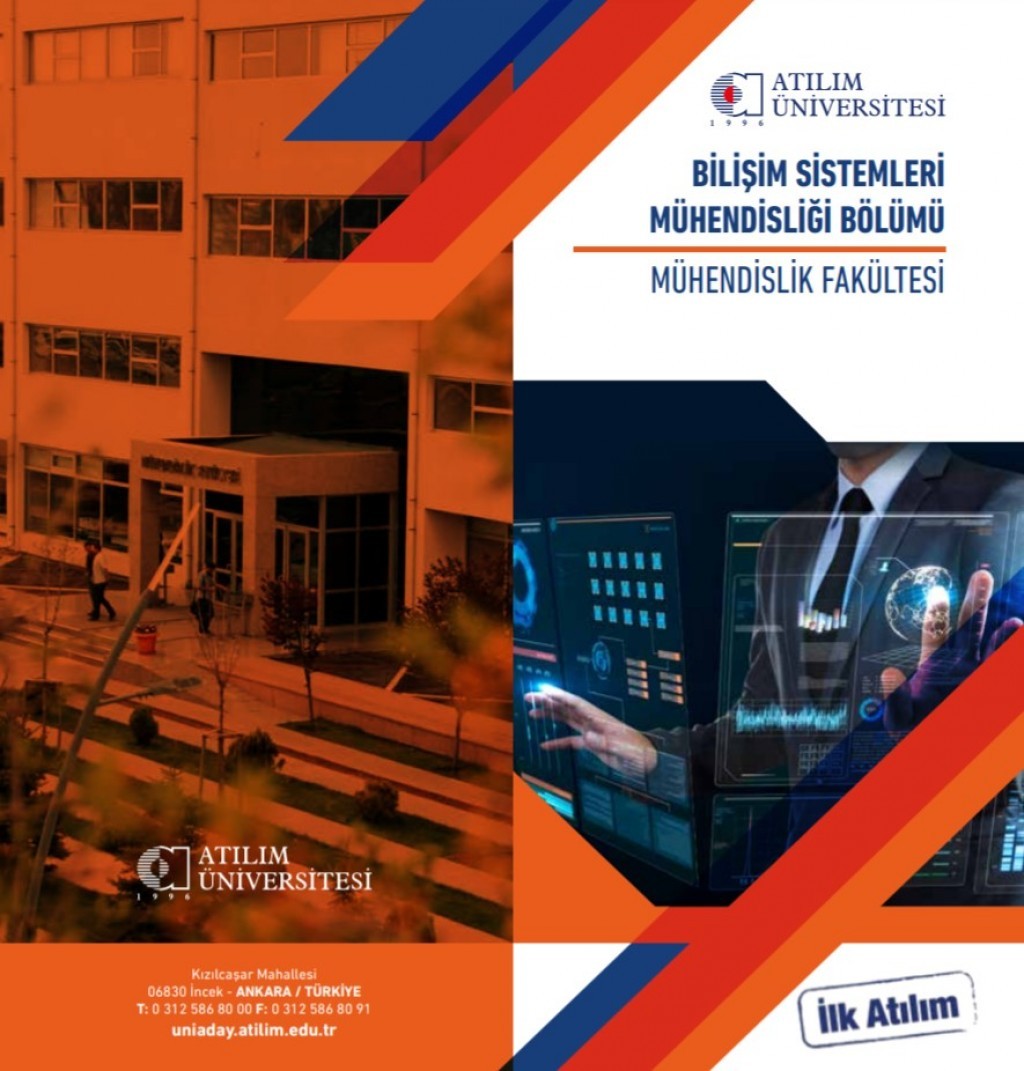 ATILIM
ÜNİVERSİTESİ
1996
BİLİŞİM SİSTEMLERİ
MÜHENDİSLİĞİ BÖLÜMÜ
MÜHENDİSLİK FAKÜLTESİ
ATILIM
ÜNİVERSİTESİ
1996
Kızılcaşar Mahallesi
06830 İncek - ANKARA / TÜRKİYE
T: 0 312 586 80 00 F: 0 312 586 80 91
uniaday.atilim.edu.tr
İlk Atılım